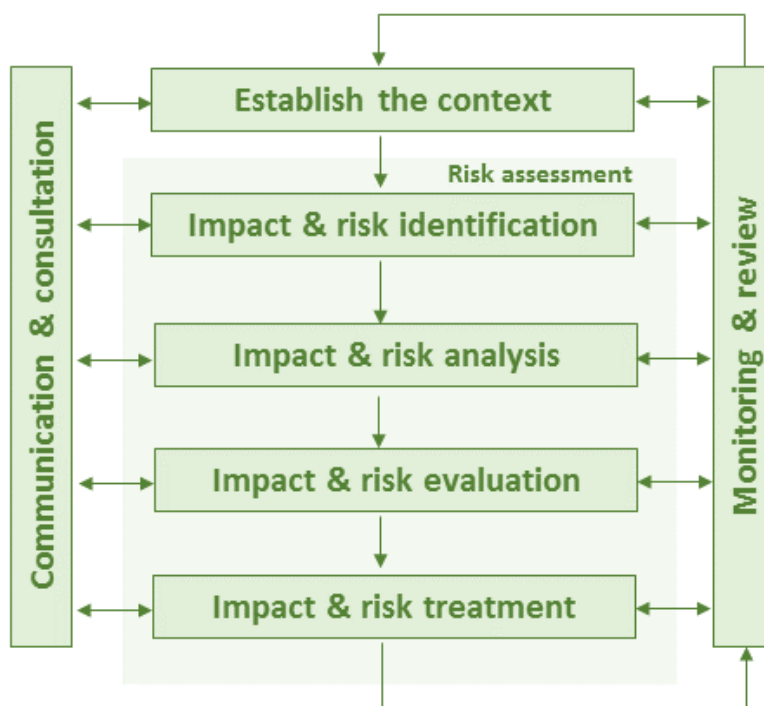 Establish the context
Risk assessment
Impact & risk identification
Impact & risk analysis
Impact & risk evaluation
Impact & risk treatment
Communication & consultation
Monitoring & review